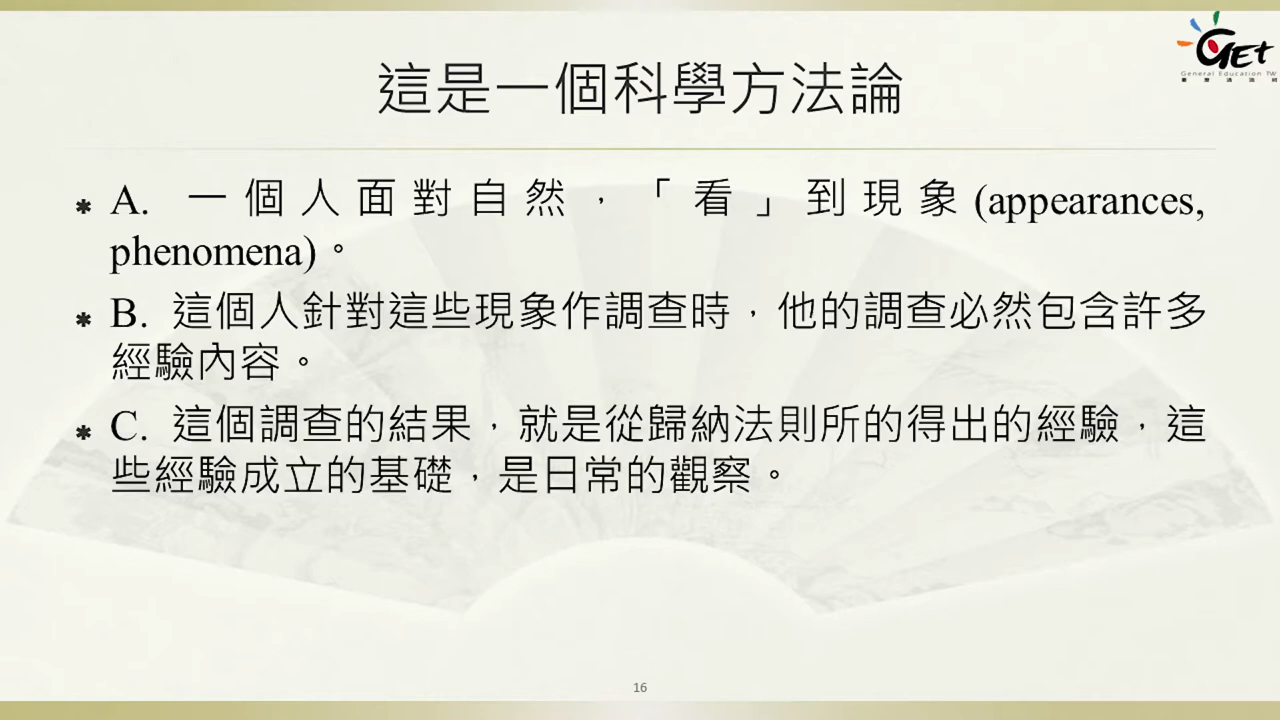 GEt
General Education TW
這是一個科學方法論
A. 一個人面對自然，「看」到現象 (appearances,
phenomena)。
B. 這個人針對這些現象作調查時，他的調查必然包含許多
經驗內容。
C. 這個調查的結果，就是從歸納法則所的得出的經驗，這
些經驗成立的基礎，是日常的觀察。
16